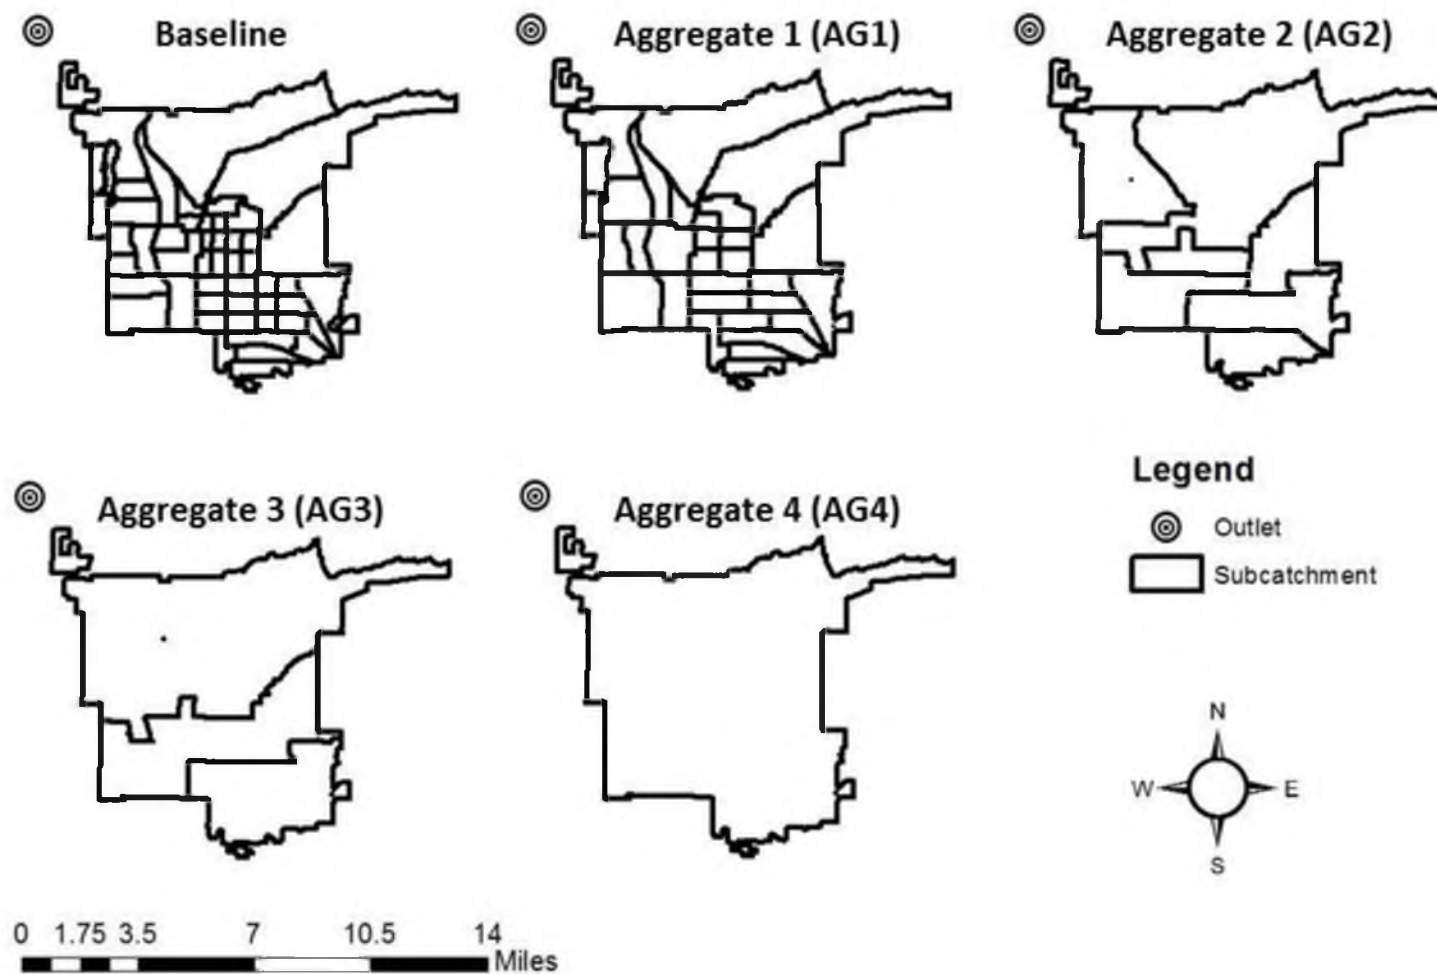 Baseline
Aggregate 1 (AG1)
Aggregate 2 (AG2)
Aggregate 3 (AG3)
Aggregate 4 (AG4)
Legend
Outlet
Subcatchment
N
W E
S
0 1.75 3.5 7 10.5 14
Miles